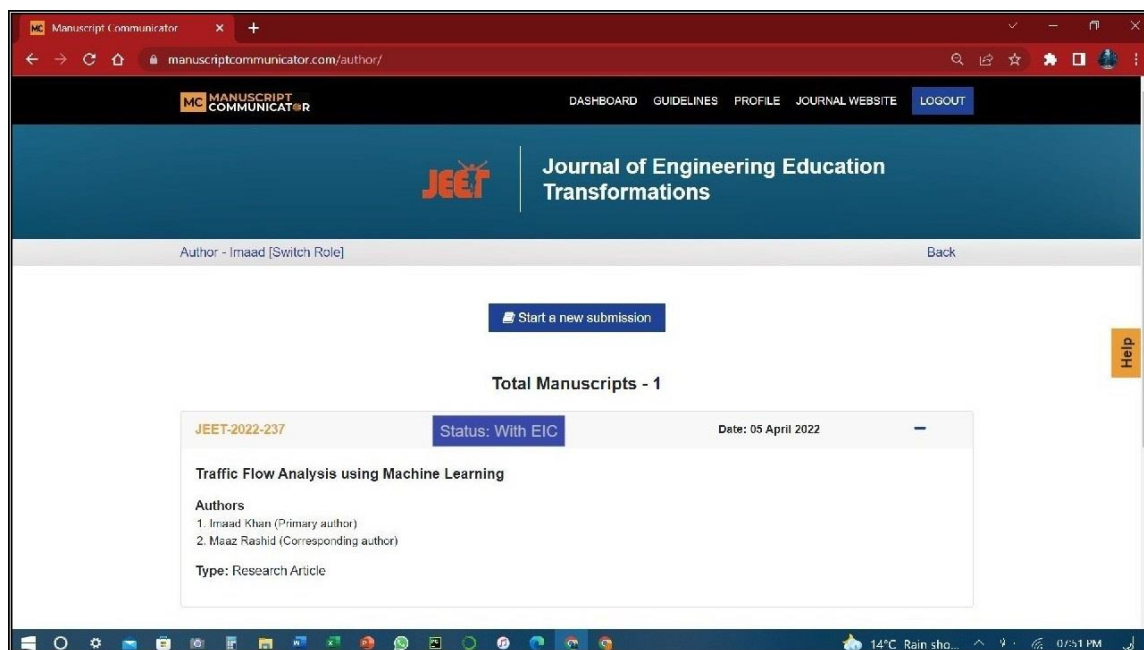 MC Manuscript Communicator
manuscriptcommunicator.com/author/
MC MANUSCRIPT COMMUNICATOR
DASHBOARD GUIDELINES PROFILE JOURNAL WEBSITE LOGOUT
JEET
Journal of Engineering Education
Transformations
Author - Imaad [Switch Role] Back
Start a new submission
Help
Total Manuscripts - 1
JEET-2022-237 Status: With EIC Date: 05 April 2022
Traffic Flow Analysis using Machine Learning
Authors
1. Imaad Khan (Primary author)
2. Maaz Rashid (Corresponding author)
Type: Research Article
14°C Rain sho... 07:51 PM